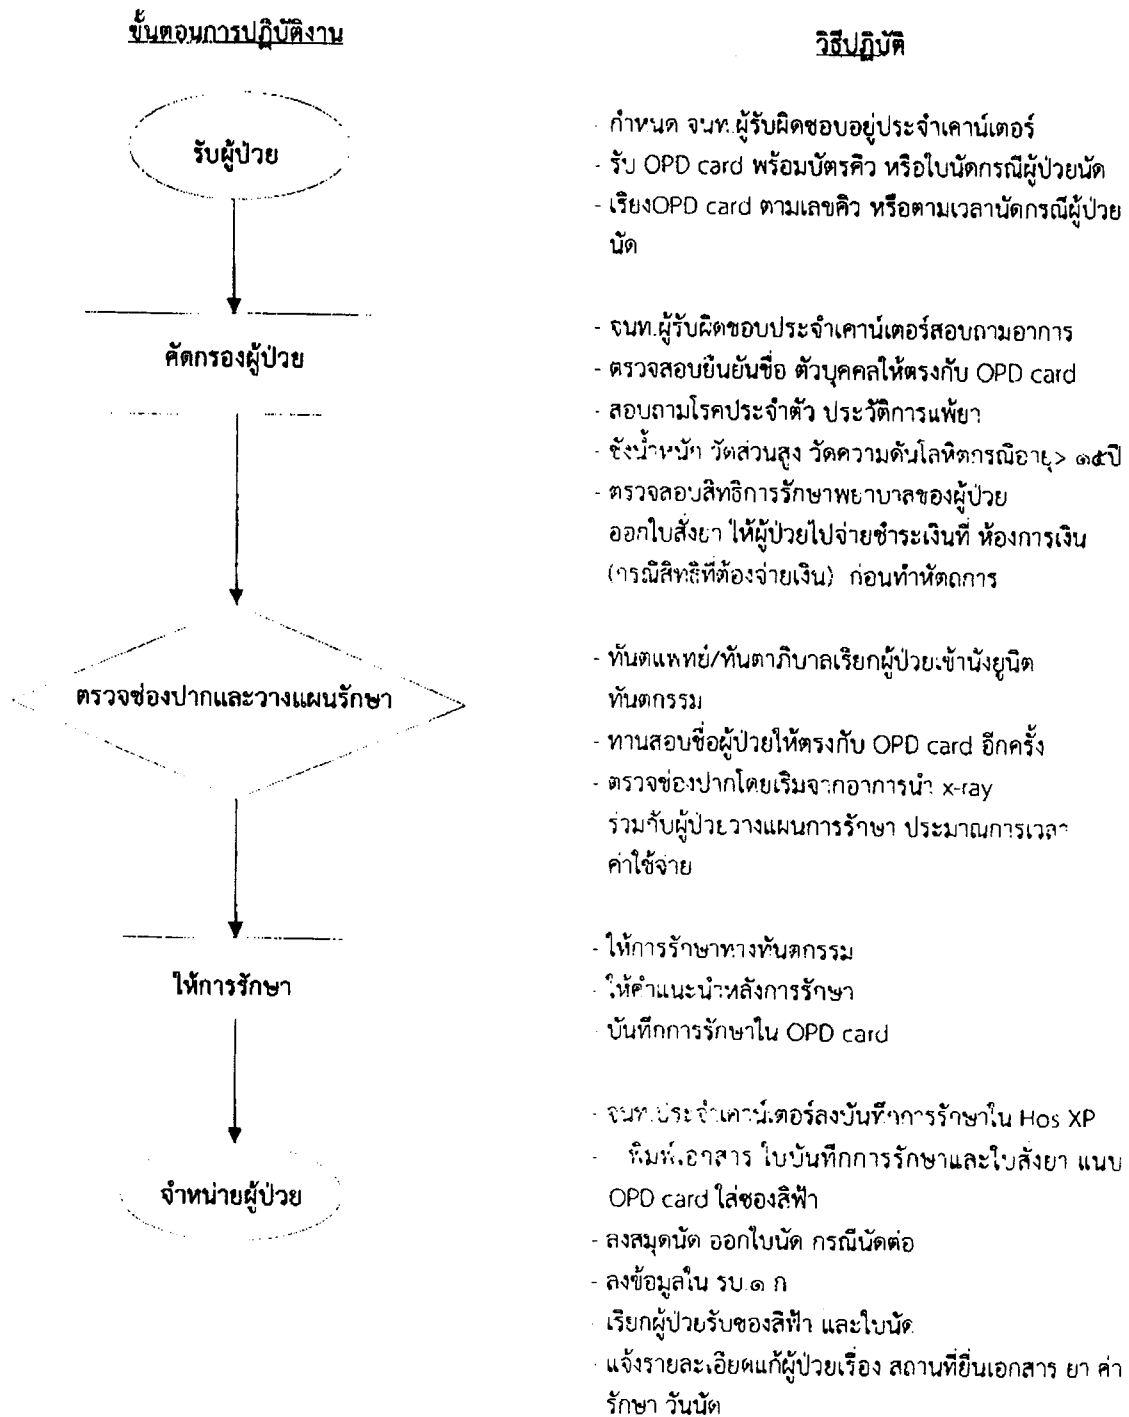 ขั้นตอนการปฏิบัติงาน
วิธีปฏิบัติ
รับผู้ป่วย
- กำหนด จนท.ผู้รับผิดชอบอยู่ประจำเคาน์เตอร์
- รับ OPD card พร้อมบัตรคิว หรือใบนัดกรณีผู้ป่วยนัด
- เรียงOPD card ตามเลขคิว หรือตามเวลานัดกรณีผู้ป่วย
นัด
คัดกรองผู้ป่วย
- จนท.ผู้รับผิดชอบประจำเคาน์เตอร์สอบถามอาการ
- ตรวจสอบยืนยันชื่อ ตัวบุคคลให้ตรงกับ OPD card
- สอบถามโรคประจำตัว ประวัติการแพ้ยา
- ชั่งน้ำหนัก วัดส่วนสูง วัดความดันโลหิตกรณีอายุ> ๑๕ปี
- ตรวจสอบสิทธิการรักษาพยาบาลของผู้ป่วย
ออกใบสั่งยา ให้ผู้ป่วยไปจ่ายชำระเงินที่ ห้องการเงิน
(กรณีสิทธิที่ต้องจ่ายเงิน) ก่อนทำหัตถการ
ตรวจช่องปากและวางแผนรักษา
- ทันตแพทย์/ทันตาภิบาลเรียกผู้ป่วยเข้านั่งยูนิต
ทันตกรรม
- ทานสอบชื่อผู้ป่วยให้ตรงกับ OPD card อีกครั้ง
- ตรวจช่องปากโดยเริ่มจากอาการนำ x-ray
ร่วมกับผู้ป่วยวางแผนการรักษา ประมาณการเวลา
ค่าใช้จ่าย
ให้การรักษา
- ให้การรักษาทางทันตกรรม
- ให้คำแนะนำหลังการรักษา
- บันทึกการรักษาใน OPD card
จำหน่ายผู้ป่วย
- จนท.ประจำเคาน์เตอร์ลงบันทึกการรักษาใน Hos XP
- พิมพ์เอกสาร ใบบันทึกการรักษาและใบสั่งยา แนบ
OPD card ใส่ซองสีฟ้า
- ลงสมุดนัด ออกใบนัด กรณีนัดต่อ
- ลงข้อมูลใน รบ.๑ ก
- เรียกผู้ป่วยรับซองสีฟ้า และใบนัด
- แจ้งรายละเอียดแก้ผู้ป่วยเรื่อง สถานที่ยื่นเอกสาร ยา ค่า
รักษา วันนัด